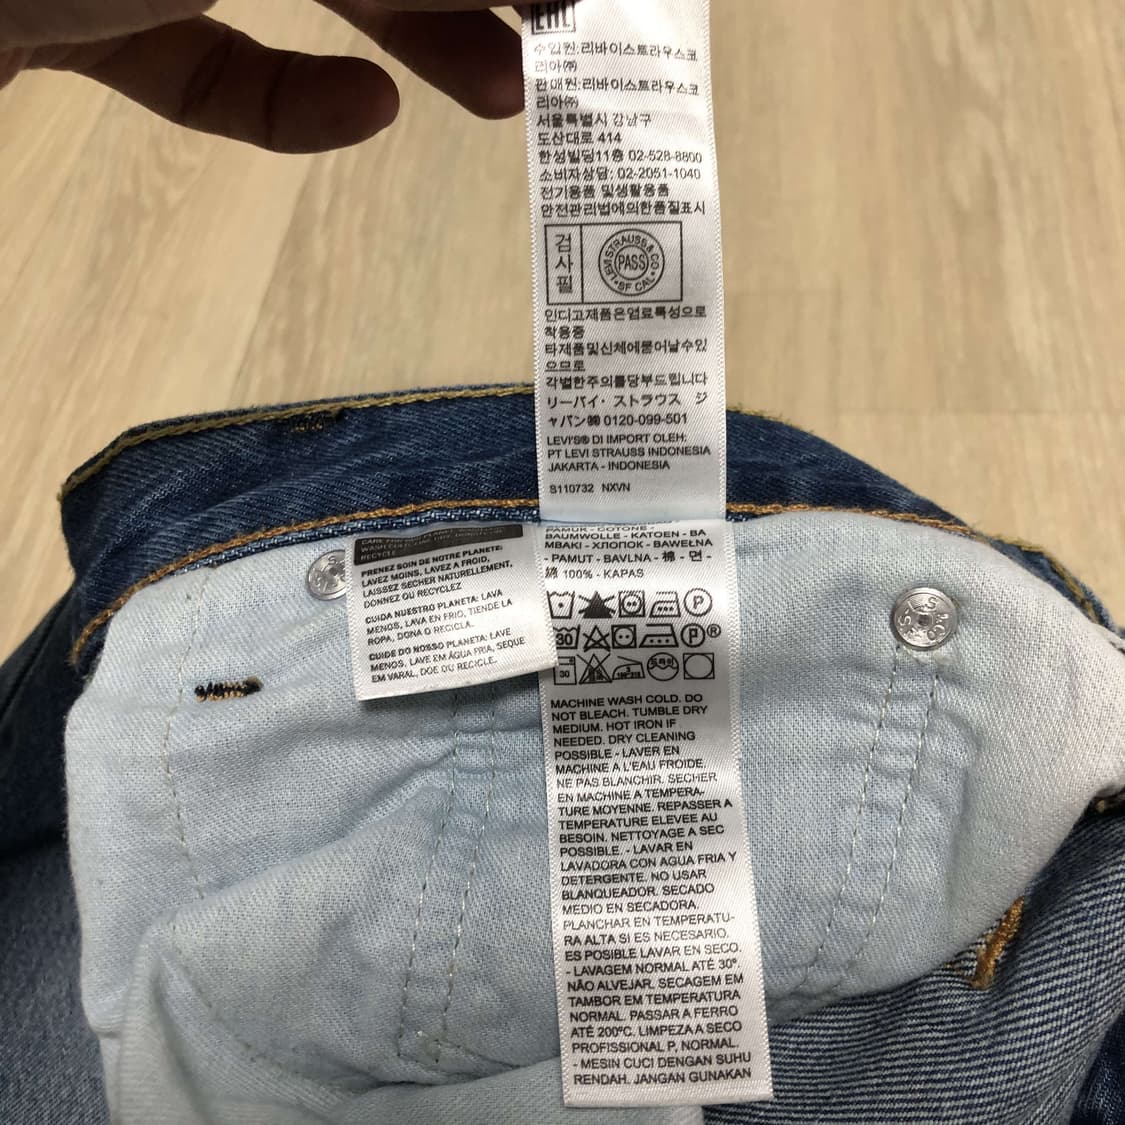 EAC
수입원:리바이스트라우스코
리아㈜
판매원:리바이스트라우스코
리아㈜
서울특별시 강남구
도산대로 414
한성빌딩11층 02-528-8800
소비자상담: 02-2051-1040
전기용품 및생활용품
안전관리법에의한품질표시
검
사
필
LEVI STRAUSS & CO
PASS
SF CAL
인디고제품은염료특성으로
착용중
타제품및신체에묻어날수있
으므로
각별한주의를당부드립니다
リーバイ・ストラウス ジ
ャパン㈱ 0120-099-501
LEVI'S® DI IMPORT OLEH:
PT LEVI STRAUSS INDONESIA
JAKARTA - INDONESIA
S110732 NXVN
RECYCLE.
PRENEZ SOIN DE NOTRE PLANETE:
LAVEZ MOINS, LAVEZ A FROID,
LAISSEZ SECHER NATURELLEMENT,
DONNEZ OU RECYCLEZ
CUIDA NUESTRO PLANETA: LAVA
MENOS, LAVA EN FRIO, TIENDE LA
ROPA, DONA O RECICLA.
CUIDE DO NOSSO PLANETA: LAVE
MENOS, LAVE EM ÁGUA FRIA, SEQUE
EM VARAL, DOE OU RECICLE.
PAMUK - COTONE -
BAUMWOLLE - KATOEN - BA
MBAKI - ΧΛΟΠΟΚ - BAWEŁNA
- PAMUT - BAVLNA - 棉 - 면 -
綿 100% - KAPAS
P
30 P®
30 드라이
MACHINE WASH COLD. DO
NOT BLEACH. TUMBLE DRY
MEDIUM. HOT IRON IF
NEEDED. DRY CLEANING
POSSIBLE - LAVER EN
MACHINE A L'EAU FROIDE.
NE PAS BLANCHIR. SECHER
EN MACHINE A TEMPERA-
TURE MOYENNE. REPASSER A
TEMPERATURE ELEVEE AU
BESOIN. NETTOYAGE A SEC
POSSIBLE. - LAVAR EN
LAVADORA CON AGUA FRIA Y
DETERGENTE. NO USAR
BLANQUEADOR. SECADO
MEDIO EN SECADORA.
PLANCHAR EN TEMPERATU-
RA ALTA SI ES NECESARIO.
ES POSIBLE LAVAR EN SECO.
- LAVAGEM NORMAL ATÉ 30º.
NÃO ALVEJAR. SECAGEM EM
TAMBOR EM TEMPERATURA
NORMAL. PASSAR A FERRO
ATÉ 200ºC. LIMPEZA A SECO
PROFISSIONAL P, NORMAL.
- MESIN CUCI DENGAN SUHU
RENDAH. JANGAN GUNAKAN